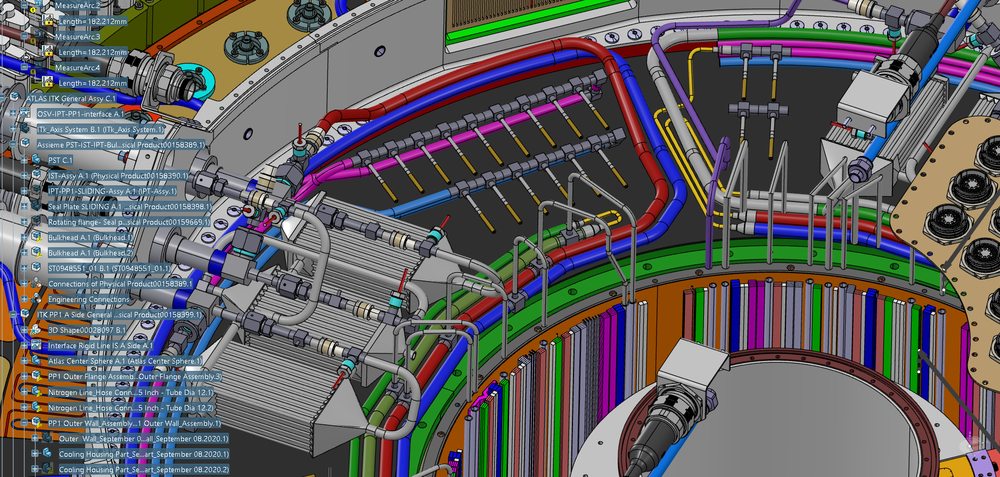 MeasureArc.2
Length=182,212mm
MeasureArc.3
Length=182,212mm
MeasureArc.4
Length=182,212mm
ATLAS ITK General Assy C.1
OSV-IPT-PP1-interface A.1
ITk_Axis System B.1 (ITk_Axis System.1)
Assieme PST-IST-IPT-Bul...sical Product00158389.1)
PST C.1
IST-Assy A.1 (Physical Product00158390.1)
IPT-PP1-SLIDING-Assy A.1 (IPT-Assy.1)
Seal Plate SLIDING A.1 ...sical Product00158398.1)
Rotating flange- Seal p...sical Product00159669.1)
Bulkhead A.1 (Bulkhead.1)
Bulkhead A.1 (Bulkhead.2)
ST0948551_01 B.1 (ST0948551_01.1)
Connections of Physical Product00158389.1
Engineering Connections
ITK PP1 A Side General ...sical Product00158399.1)
3D Shape00028097 B.1
Interface Rigid Line IS A Side A.1
Atlas Center Sphere A.1 (Atlas Center Sphere.1)
PP1 Outer Flange Assemb...Outer Flange Assembly.3)
Nitrogen Line_Hose Conn....5 Inch - Tube Dia 12.1)
Nitrogen Line_Hose Conn....5 Inch - Tube Dia 12.2)
PP1 Outer Wall_Assembly...1 Outer Wall_Assembly.1)
Outer_Wall_September 0...all_September 08.2020.1)
Cooling Housing Part_Se...art_September 08.2020.1)
Cooling Housing Part_Se...art_September 08.2020.2)